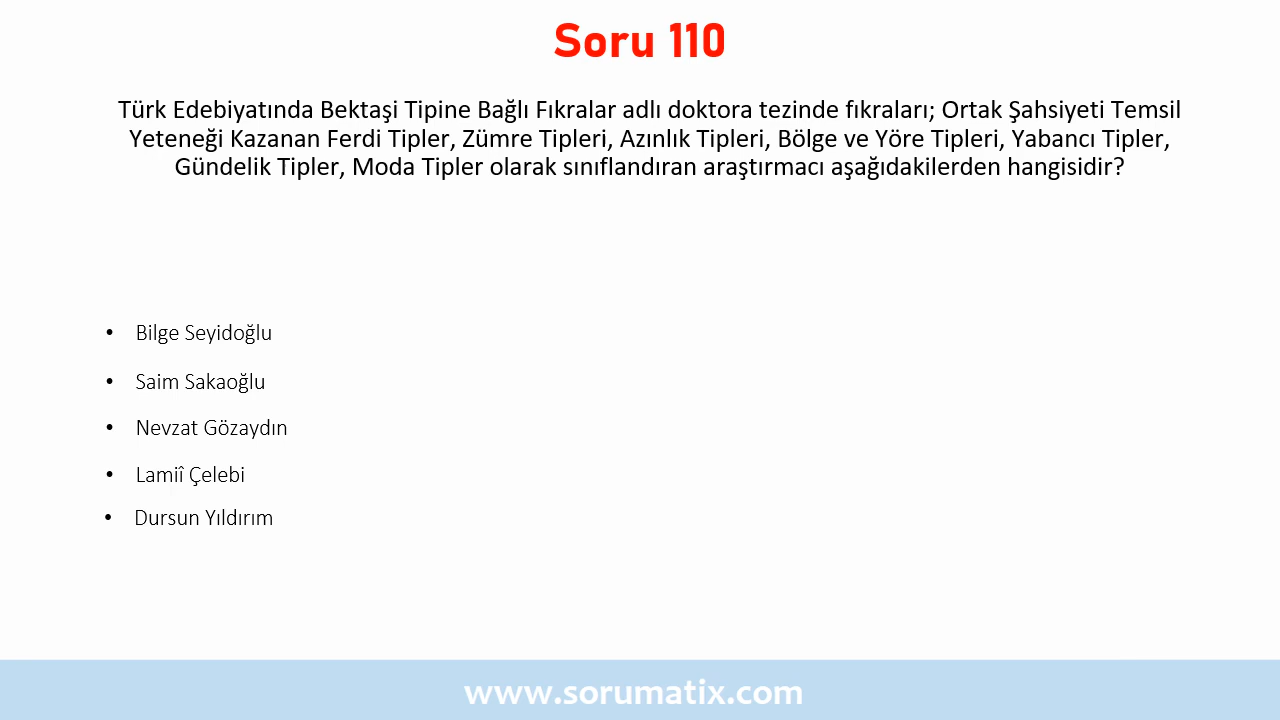 Soru 110
Türk Edebiyatında Bektaşi Tipine Bağlı Fıkralar adlı doktora tezinde fıkraları; Ortak Şahsiyeti Temsil
Yeteneği Kazanan Ferdi Tipler, Zümre Tipleri, Azınlık Tipleri, Bölge ve Yöre Tipleri, Yabancı Tipler,
Gündelik Tipler, Moda Tipler olarak sınıflandıran araştırmacı aşağıdakilerden hangisidir?
• Bilge Seyidoğlu
• Saim Sakaoğlu
• Nevzat Gözaydın
• Lamiî Çelebi
• Dursun Yıldırım
www.sorumatix.com